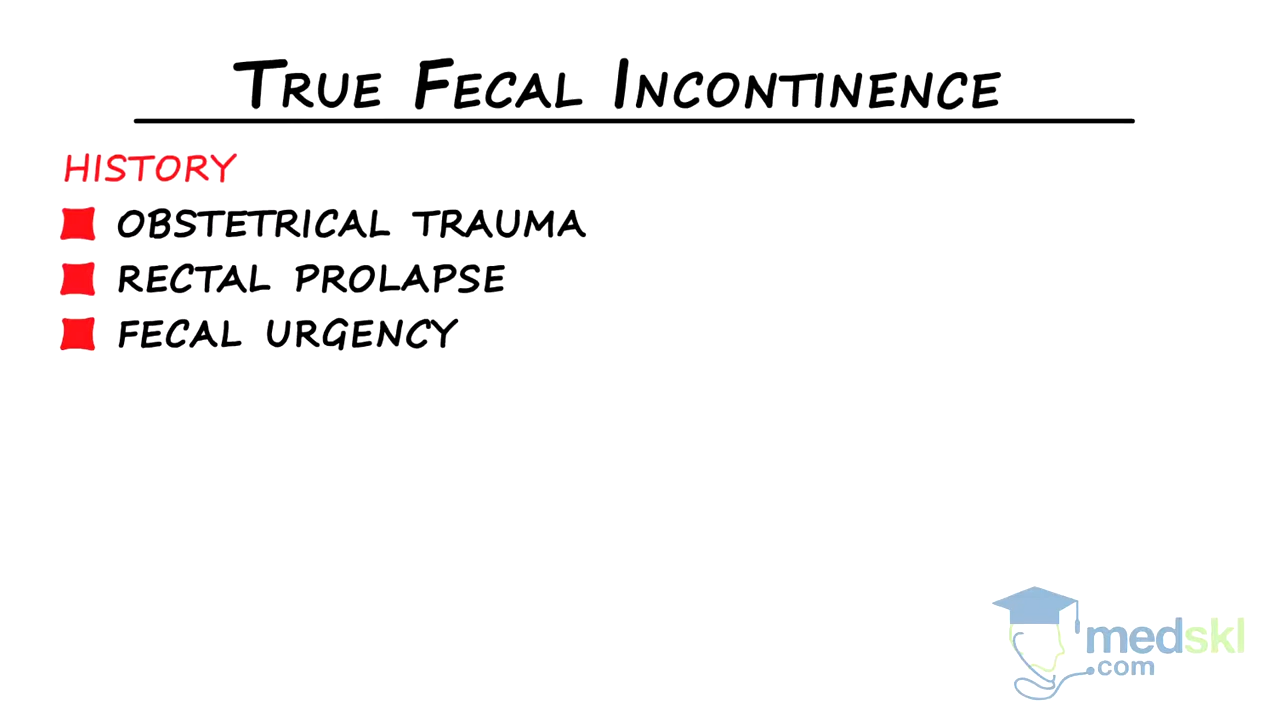 TRUE FECAL INCONTINENCE
HISTORY
OBSTETRICAL TRAUMA
RECTAL PROLAPSE
FECAL URGENCY
medskl
.com